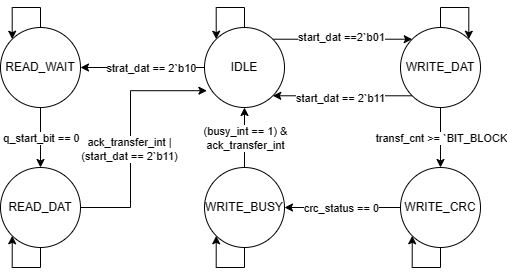 start_dat ==2`b01
READ_WAIT
strat_dat == 2`b10
IDLE
WRITE_DAT
start_dat == 2`b11
q_start_bit == 0
ack_transfer_int |
(start_dat == 2`b11)
(busy_int == 1) &
ack_transfer_int
transf_cnt >= `BIT_BLOCK
READ_DAT
WRITE_BUSY
crc_status == 0
WRITE_CRC